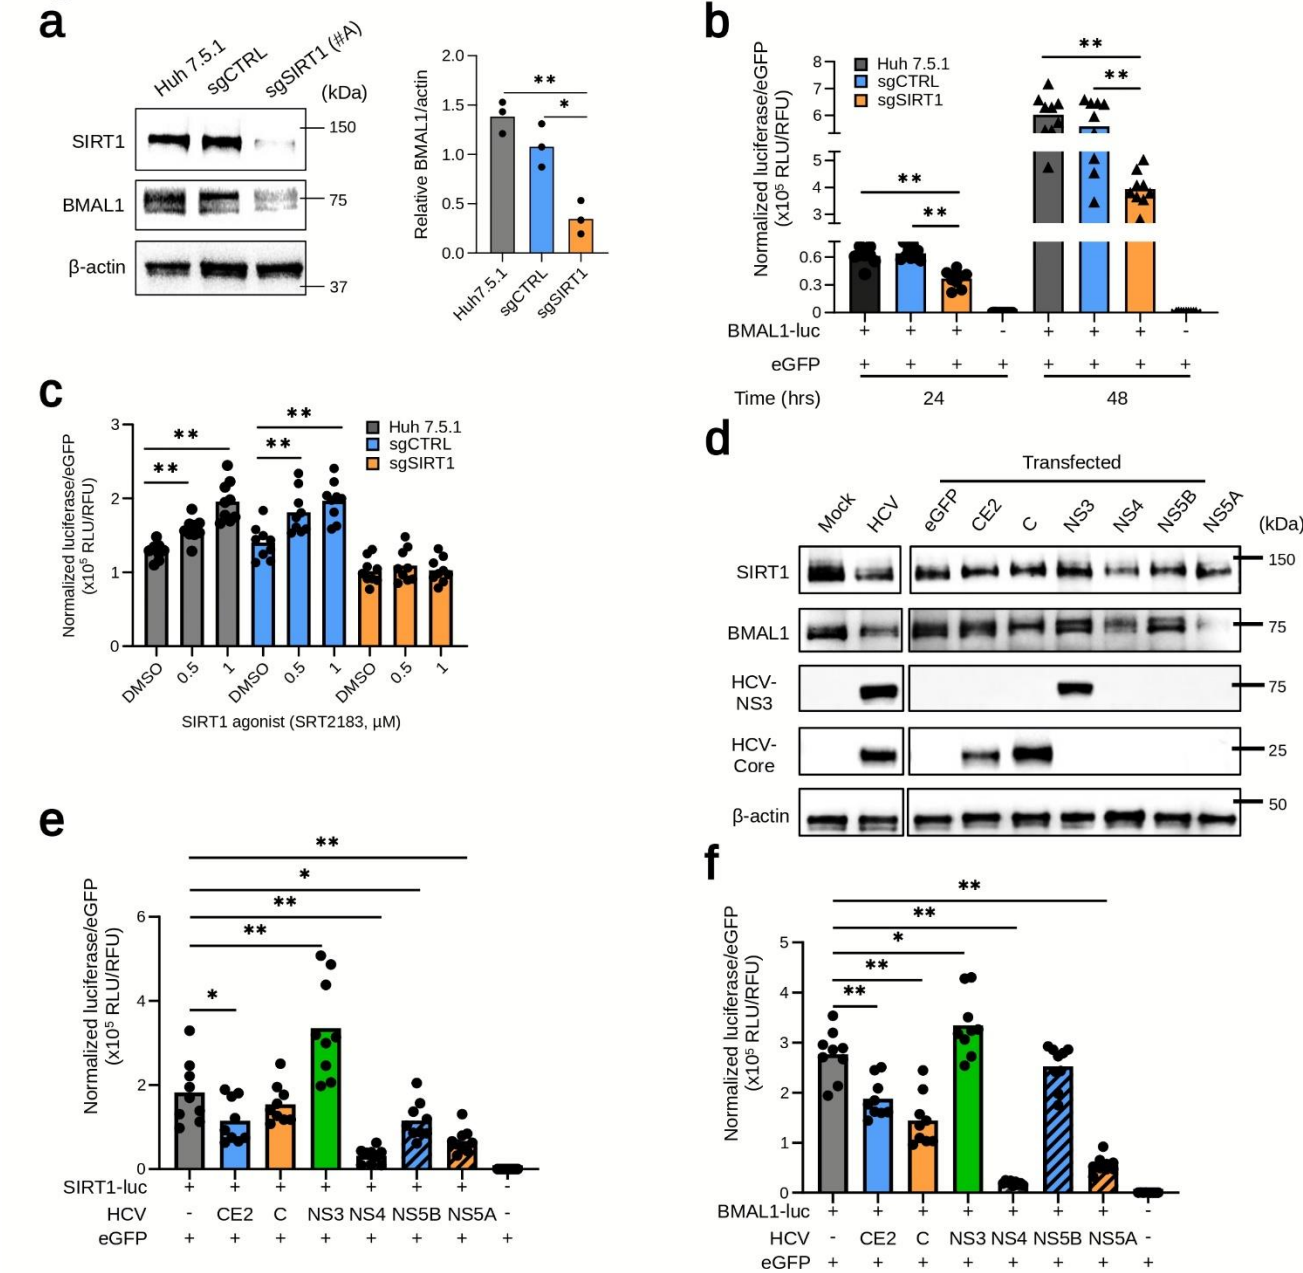 a
Huh 7.5.1
sgCTRL
sgSIRT1 (#A)
(kDa)
SIRT1
150
BMAL1
75
β-actin
37
Relative BMAL1/actin
2.0
1.5
1.0
0.5
0.0
**
*
Huh7.5.1
sgCTRL
sgSIRT1
b
Normalized luciferase/eGFP
(x10⁵ RLU/RFU)
8
7
6
5
4
3
0.6
0.3
0
Huh 7.5.1
sgCTRL
sgSIRT1
**
**
**
**
BMAL1-luc + + + - + + + -
eGFP + + + + + + + +
Time (hrs) 24 48
c
Normalized luciferase/eGFP
(x10⁵ RLU/RFU)
3
2
1
0
**
**
**
**
Huh 7.5.1
sgCTRL
sgSIRT1
DMSO 0.5 1 DMSO 0.5 1 DMSO 0.5 1
SIRT1 agonist (SRT2183, µM)
d
Transfected
Mock HCV eGFP CE2 C NS3 NS4 NS5B NS5A
(kDa)
SIRT1
150
BMAL1
75
HCV-
NS3
75
HCV-
Core
25
β-actin
50
e
Normalized luciferase/eGFP
(x10⁵ RLU/RFU)
6
4
2
0
**
*
**
**
*
SIRT1-luc + + + + + + + -
HCV - CE2 C NS3 NS4 NS5B NS5A -
eGFP + + + + + + + +
f
Normalized luciferase/eGFP
(x10⁵ RLU/RFU)
5
4
3
2
1
0
**
**
*
**
**
BMAL1-luc + + + + + + + -
HCV - CE2 C NS3 NS4 NS5B NS5A -
eGFP + + + + + + + +